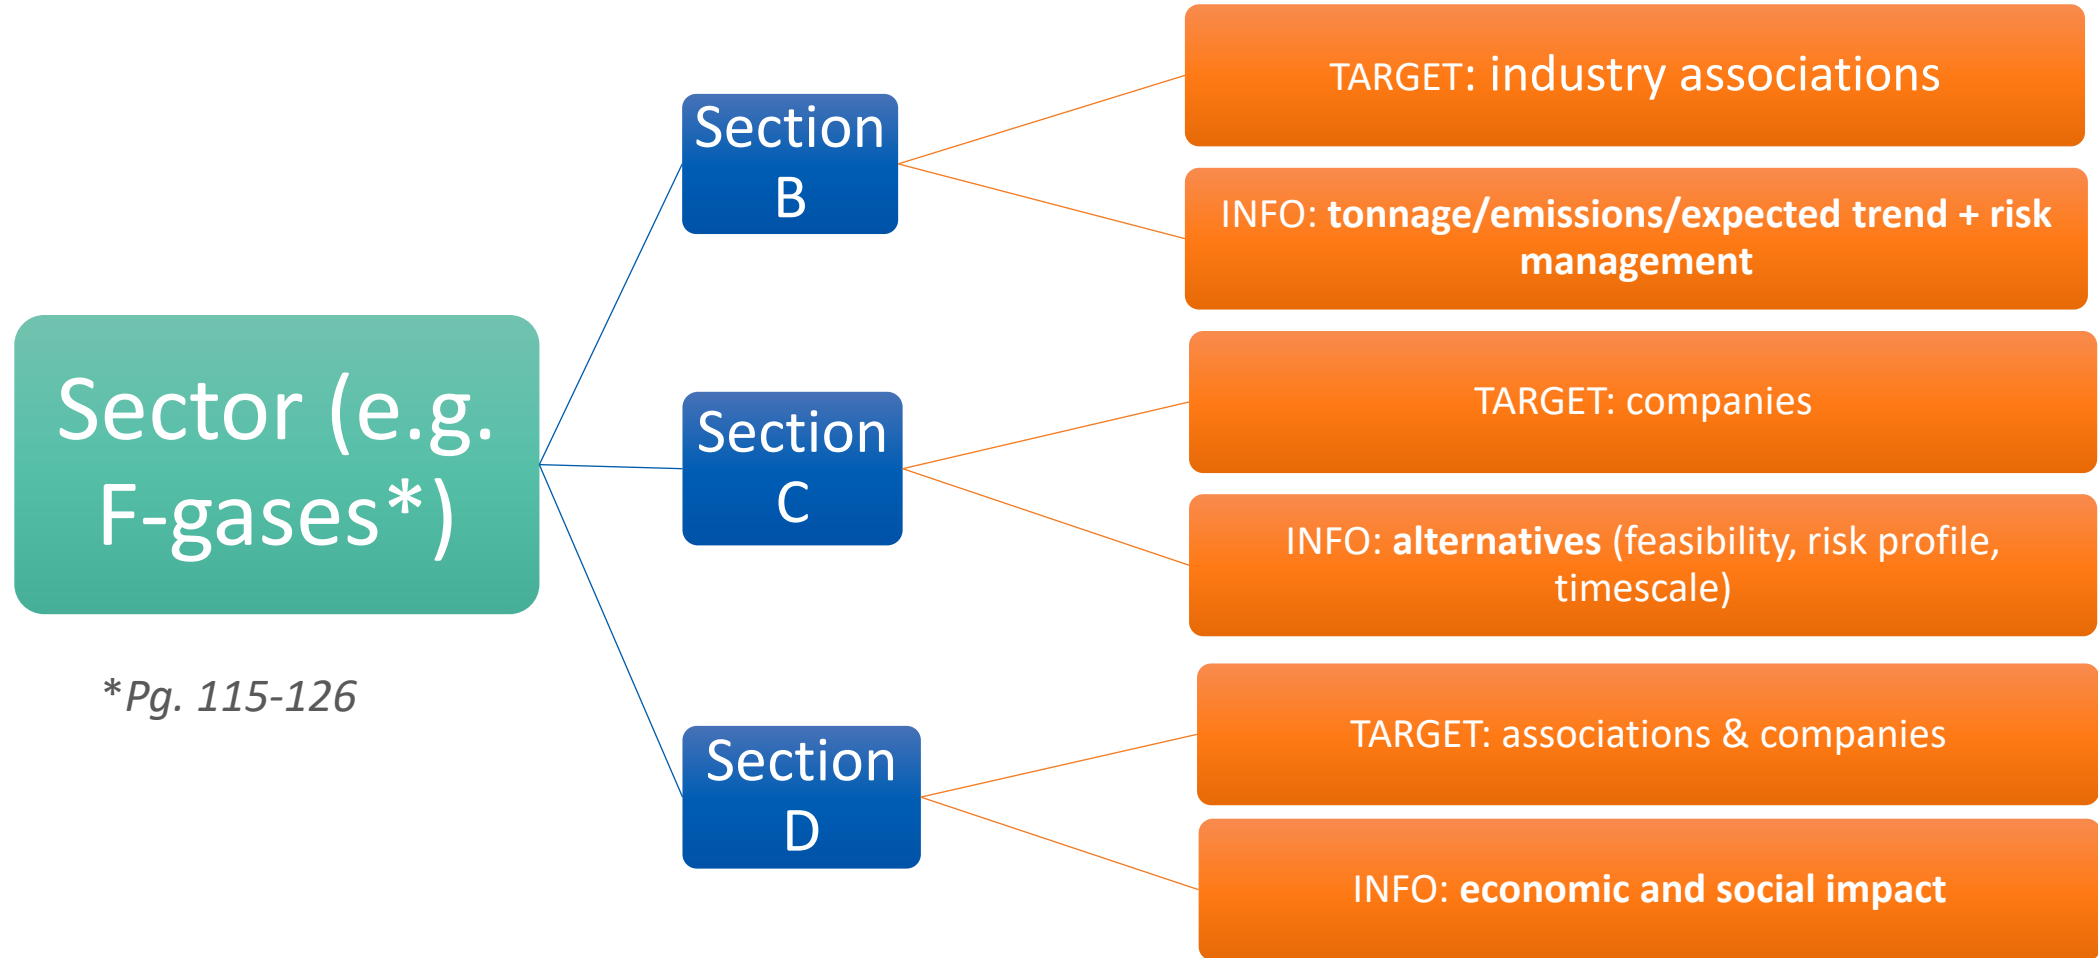 Sector (e.g.
F-gases*)
*Pg. 115-126
Section
B
TARGET: industry associations
INFO: tonnage/emissions/expected trend + risk
management
Section
C
TARGET: companies
INFO: alternatives (feasibility, risk profile,
timescale)
Section
D
TARGET: associations & companies
INFO: economic and social impact